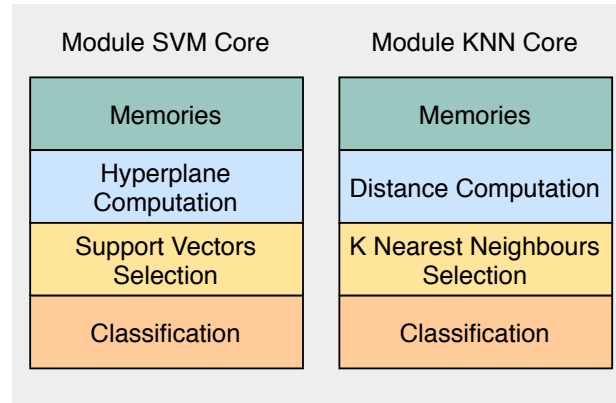 Module SVM Core
Memories
Hyperplane
Computation
Support Vectors
Selection
Classification
Module KNN Core
Memories
Distance Computation
K Nearest Neighbours
Selection
Classification